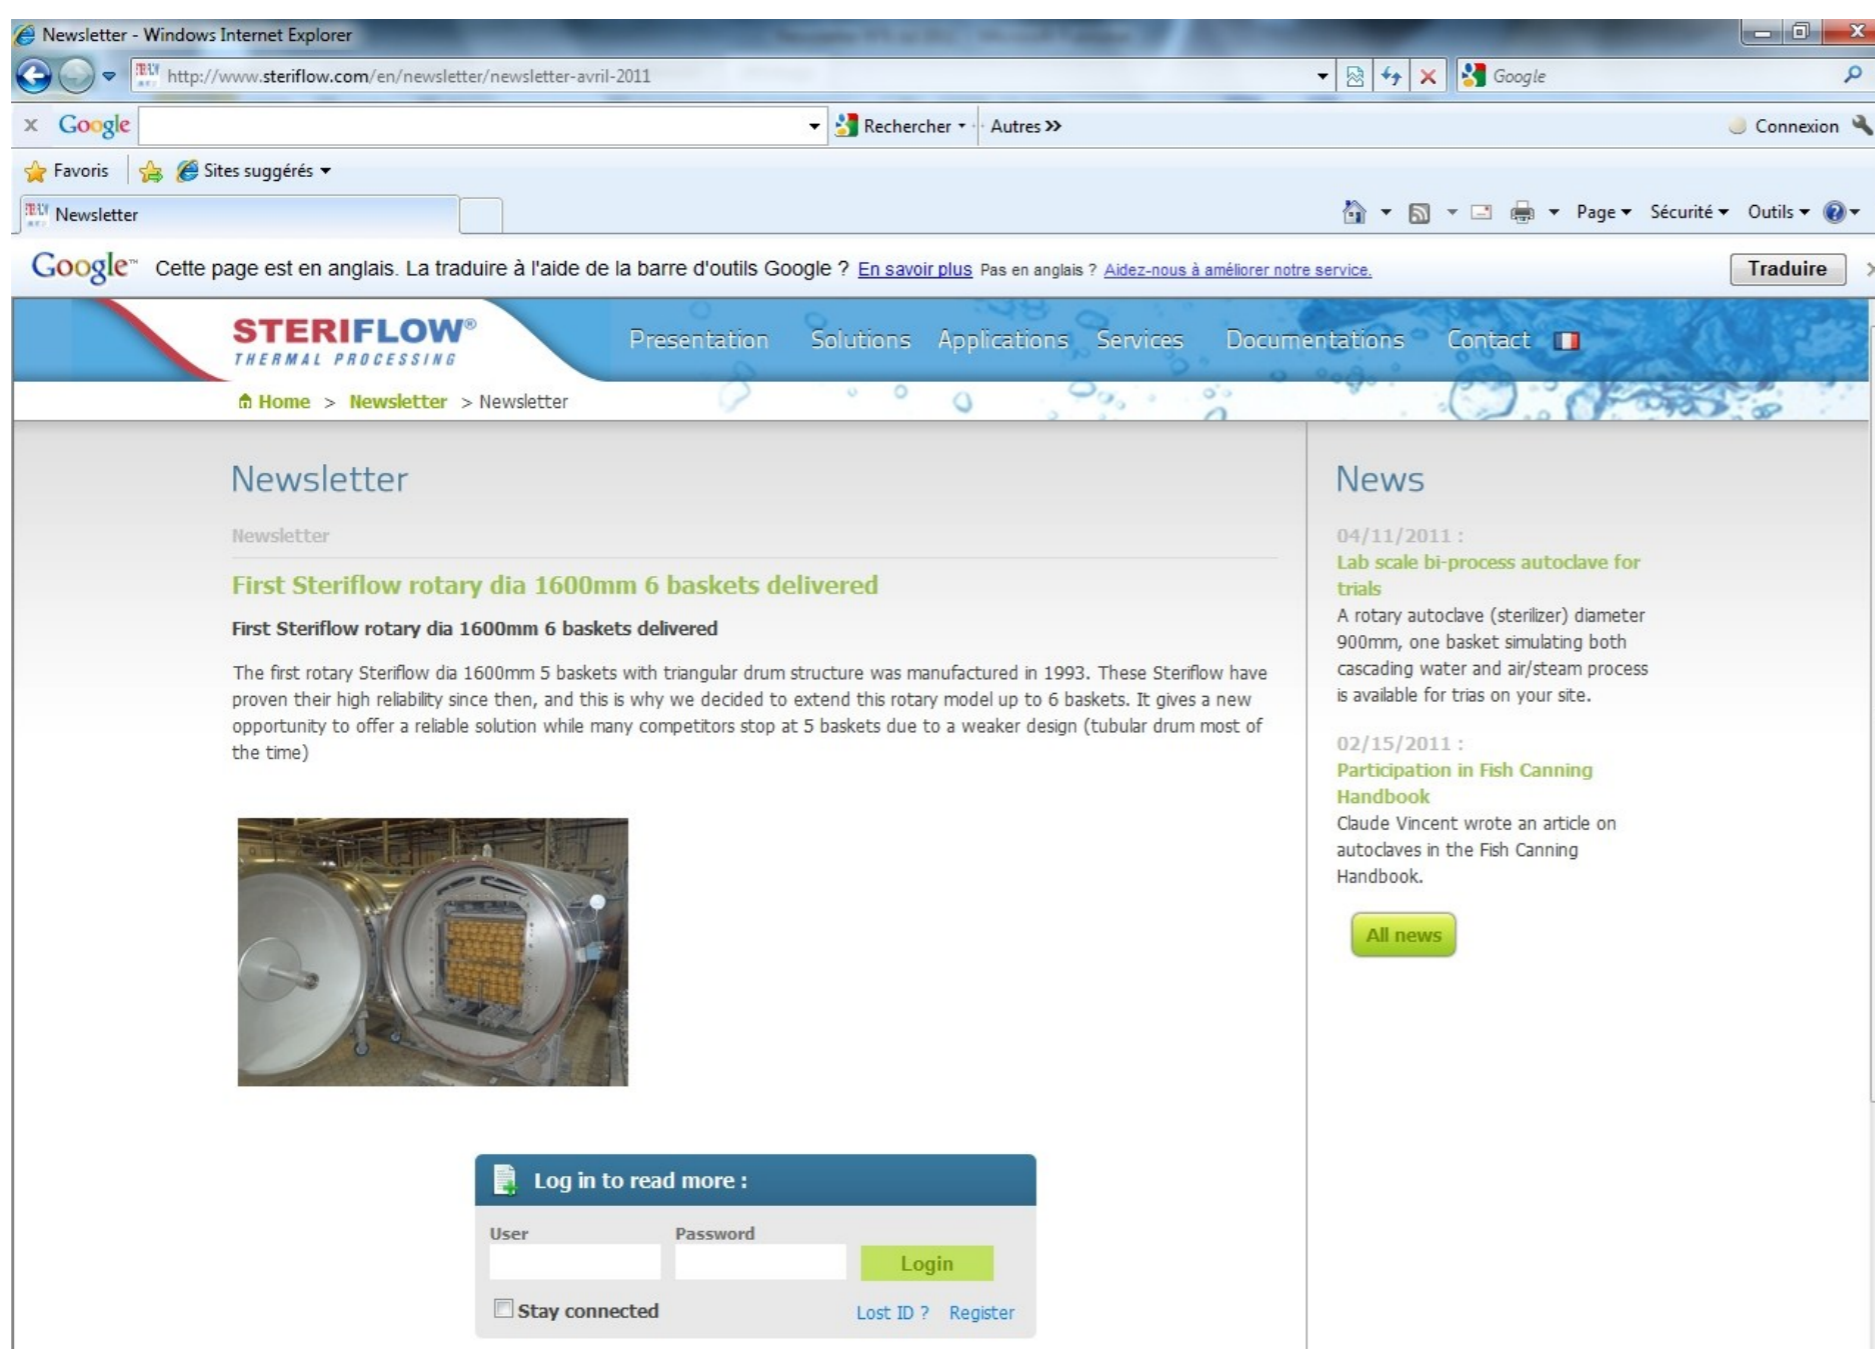 Newsletter - Windows Internet Explorer
http://www.steriflow.com/en/newsletter/newsletter-avril-2011
Google
x Google
Rechercher
Autres
Connexion
Favoris
Sites suggérés
Newsletter
Page
Sécurité
Outils
Google™ Cette page est en anglais. La traduire à l'aide de la barre d'outils Google ? En savoir plus Pas en anglais ? Aidez-nous à améliorer notre service.
Traduire
STERIFLOW®
THERMAL PROCESSING
Presentation Solutions Applications Services Documentations Contact
Home > Newsletter > Newsletter
Newsletter
Newsletter
First Steriflow rotary dia 1600mm 6 baskets delivered
First Steriflow rotary dia 1600mm 6 baskets delivered
The first rotary Steriflow dia 1600mm 5 baskets with triangular drum structure was manufactured in 1993. These Steriflow have
proven their high reliability since then, and this is why we decided to extend this rotary model up to 6 baskets. It gives a new
opportunity to offer a reliable solution while many competitors stop at 5 baskets due to a weaker design (tubular drum most of
the time)
Log in to read more :
User Password
Login
Stay connected
Lost ID ? Register
News
04/11/2011 :
Lab scale bi-process autoclave for
trials
A rotary autoclave (sterilizer) diameter
900mm, one basket simulating both
cascading water and air/steam process
is available for trias on your site.
02/15/2011 :
Participation in Fish Canning
Handbook
Claude Vincent wrote an article on
autoclaves in the Fish Canning
Handbook.
All news